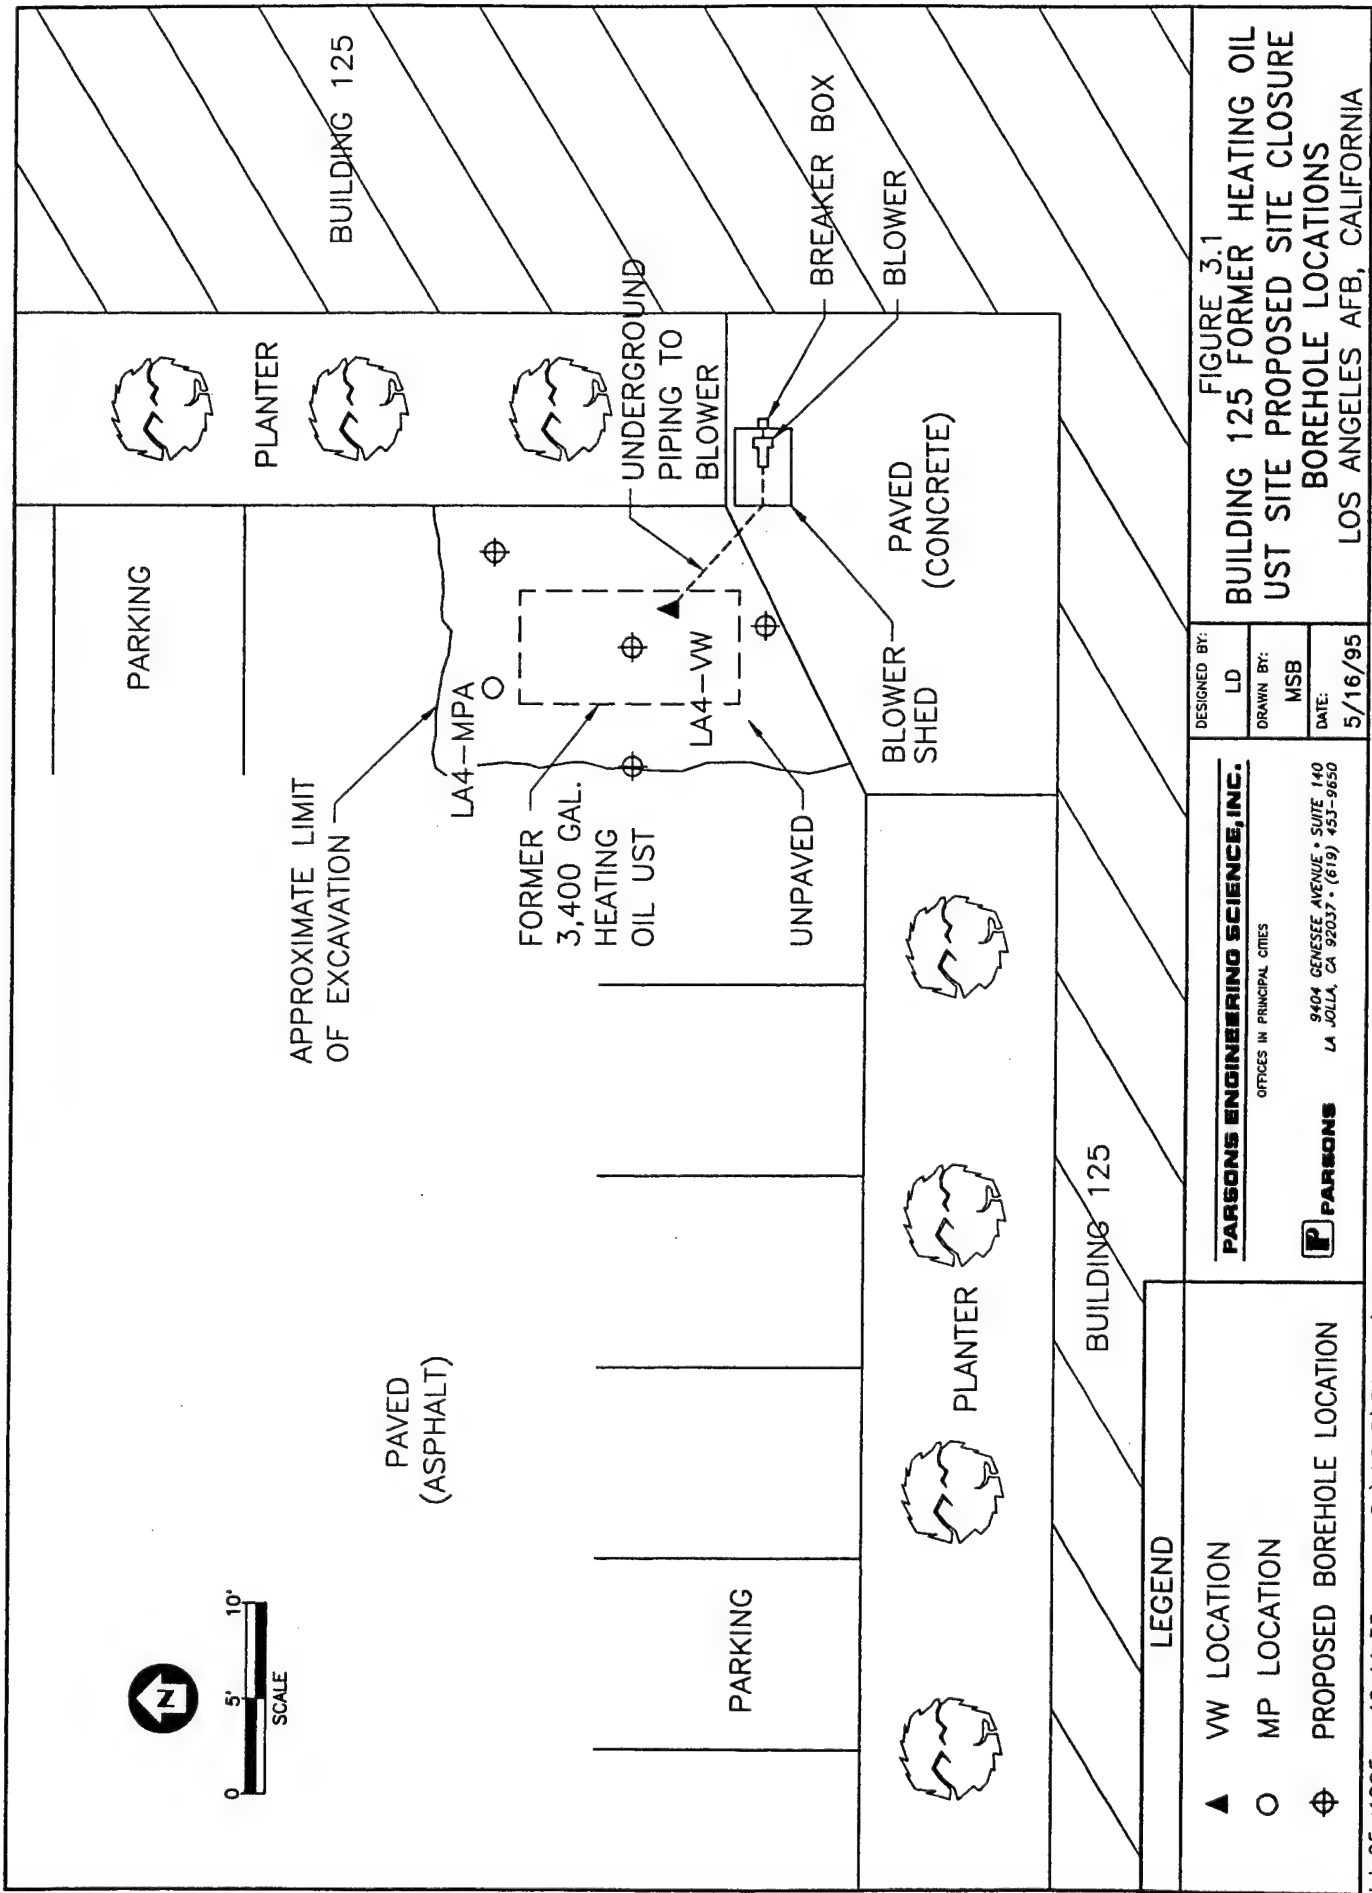 BUILDING 125
PLANTER
PARKING
UNDERGROUND
PIPING TO
BLOWER
BREAKER BOX
BLOWER
PAVED
(CONCRETE)
BLOWER
SHED
APPROXIMATE LIMIT
OF EXCAVATION
LA4-MPA
FORMER
3,400 GAL.
HEATING
OIL UST
LA4-VW
UNPAVED
PAVED
(ASPHALT)
N
0 5' 10'
SCALE
PARKING
PLANTER
BUILDING 125
LEGEND
VW LOCATION
MP LOCATION
PROPOSED BOREHOLE LOCATION
PARSONS ENGINEERING SCIENCE, INC.
OFFICES IN PRINCIPAL CITIES
P PARSONS
9404 GENESEE AVENUE • SUITE 140
LA JOLLA, CA 92037 • (619) 453-9650
DESIGNED BY:
LD
DRAWN BY:
MSB
DATE:
5/16/95
FIGURE 3.1
BUILDING 125 FORMER HEATING OIL
UST SITE PROPOSED SITE CLOSURE
BOREHOLE LOCATIONS
LOS ANGELES AFB, CALIFORNIA